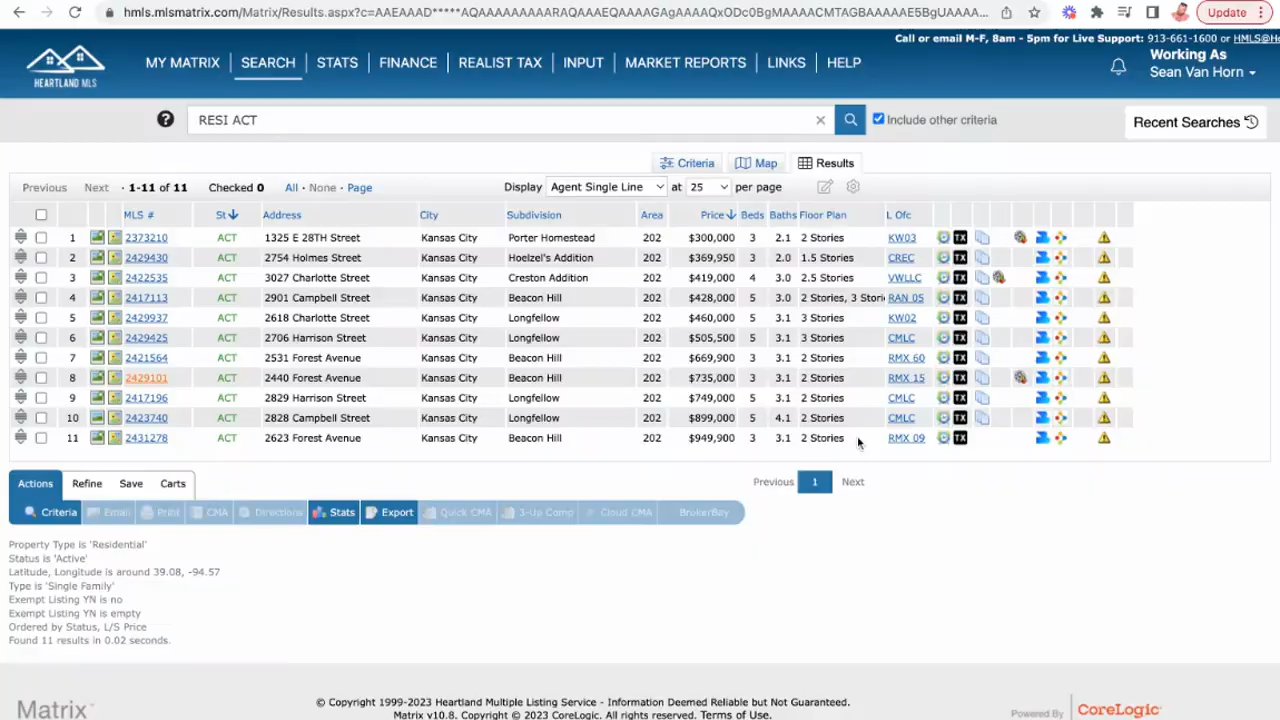 hmls.mlsmatrix.com/Matrix/Results.aspx?c=AAEAAAD*****AQAAAAAAAAARAQAAAEQAAAAGAgAAAAQxODc0BgMAAAACMTAGBAAAAAE5BgUAAAA... Update
Call or email M-F, 8am - 5pm for Live Support: 913-661-1600 or HMLS@He
HEARTLAND MLS
MY MATRIX SEARCH STATS FINANCE REALIST TAX INPUT MARKET REPORTS LINKS HELP
Working As
Sean Van Horn
? RESI ACT Include other criteria Recent Searches
Criteria Map Results
Previous Next · 1-11 of 11 Checked 0 All · None · Page Display Agent Single Line at 25 per page
MLS # St Address City Subdivision Area Price Beds Baths Floor Plan L Ofc
1 2373210 ACT 1325 E 28TH Street Kansas City Porter Homestead 202 $300,000 3 2.1 2 Stories KW03 TX
2 2429430 ACT 2754 Holmes Street Kansas City Hoelzel's Addition 202 $369,950 3 2.0 1.5 Stories CREC TX
3 2422535 ACT 3027 Charlotte Street Kansas City Creston Addition 202 $419,000 4 3.0 2.5 Stories VWLLC TX
4 2417113 ACT 2901 Campbell Street Kansas City Beacon Hill 202 $428,000 5 3.0 2 Stories, 3 Stori RAN 05 TX
5 2429937 ACT 2618 Charlotte Street Kansas City Longfellow 202 $460,000 5 3.1 3 Stories KW02 TX
6 2429425 ACT 2706 Harrison Street Kansas City Longfellow 202 $505,500 5 3.1 3 Stories CMLC TX
7 2421564 ACT 2531 Forest Avenue Kansas City Beacon Hill 202 $669,900 3 3.1 2 Stories RMX 60 TX
8 2429101 ACT 2440 Forest Avenue Kansas City Beacon Hill 202 $735,000 3 3.1 2 Stories RMX 15 TX
9 2417196 ACT 2829 Harrison Street Kansas City Longfellow 202 $749,000 5 3.1 2 Stories CMLC TX
10 2423740 ACT 2828 Campbell Street Kansas City Longfellow 202 $899,000 5 4.1 2 Stories CMLC TX
11 2431278 ACT 2623 Forest Avenue Kansas City Beacon Hill 202 $949,900 3 3.1 2 Stories RMX 09 TX
Actions Refine Save Carts Previous 1 Next
Criteria Email Print CMA Directions Stats Export Quick CMA 3-Up Comp Cloud CMA BrokerBay
Property Type is 'Residential'
Status is 'Active'
Latitude, Longitude is around 39.08, -94.57
Type is 'Single Family'
Exempt Listing YN is no
Exempt Listing YN is empty
Ordered by Status, L/S Price
Found 11 results in 0.02 seconds.
Matrix™
© Copyright 1999-2023 Heartland Multiple Listing Service - Information Deemed Reliable but Not Guaranteed.
Matrix v10.8. Copyright © 2023 CoreLogic. All rights reserved. Terms of Use.
Powered By CoreLogic